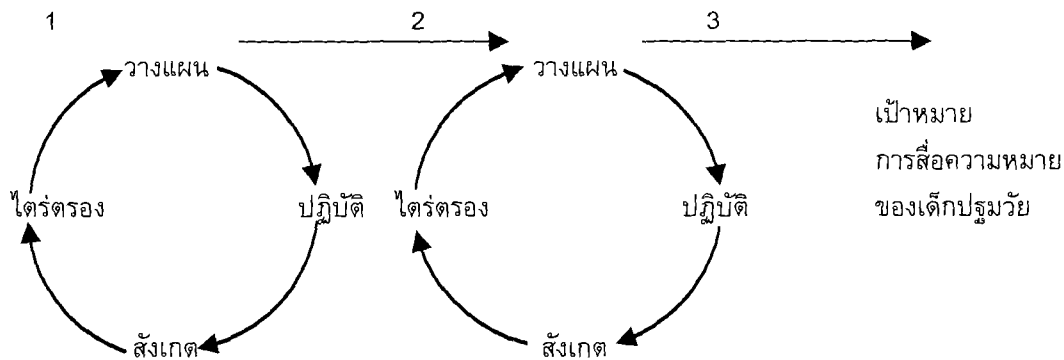 1 2 3
วางแผน วางแผน
เป้าหมาย
การสื่อความหมาย
ไตร่ตรอง ปฏิบัติ ไตร่ตรอง ปฏิบัติ ของเด็กปฐมวัย
สังเกต สังเกต